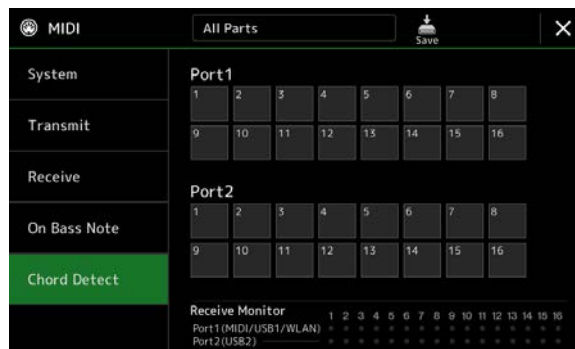 MIDI
All Parts
Save
System
Transmit
Receive
On Bass Note
Chord Detect
Port1
1 2 3 4 5 6 7 8
9 10 11 12 13 14 15 16
Port2
1 2 3 4 5 6 7 8
9 10 11 12 13 14 15 16
Receive Monitor 1 2 3 4 5 6 7 8 9 10 11 12 13 14 15 16
Port1(MIDI/USB1/WLAN)
Port2(USB2)